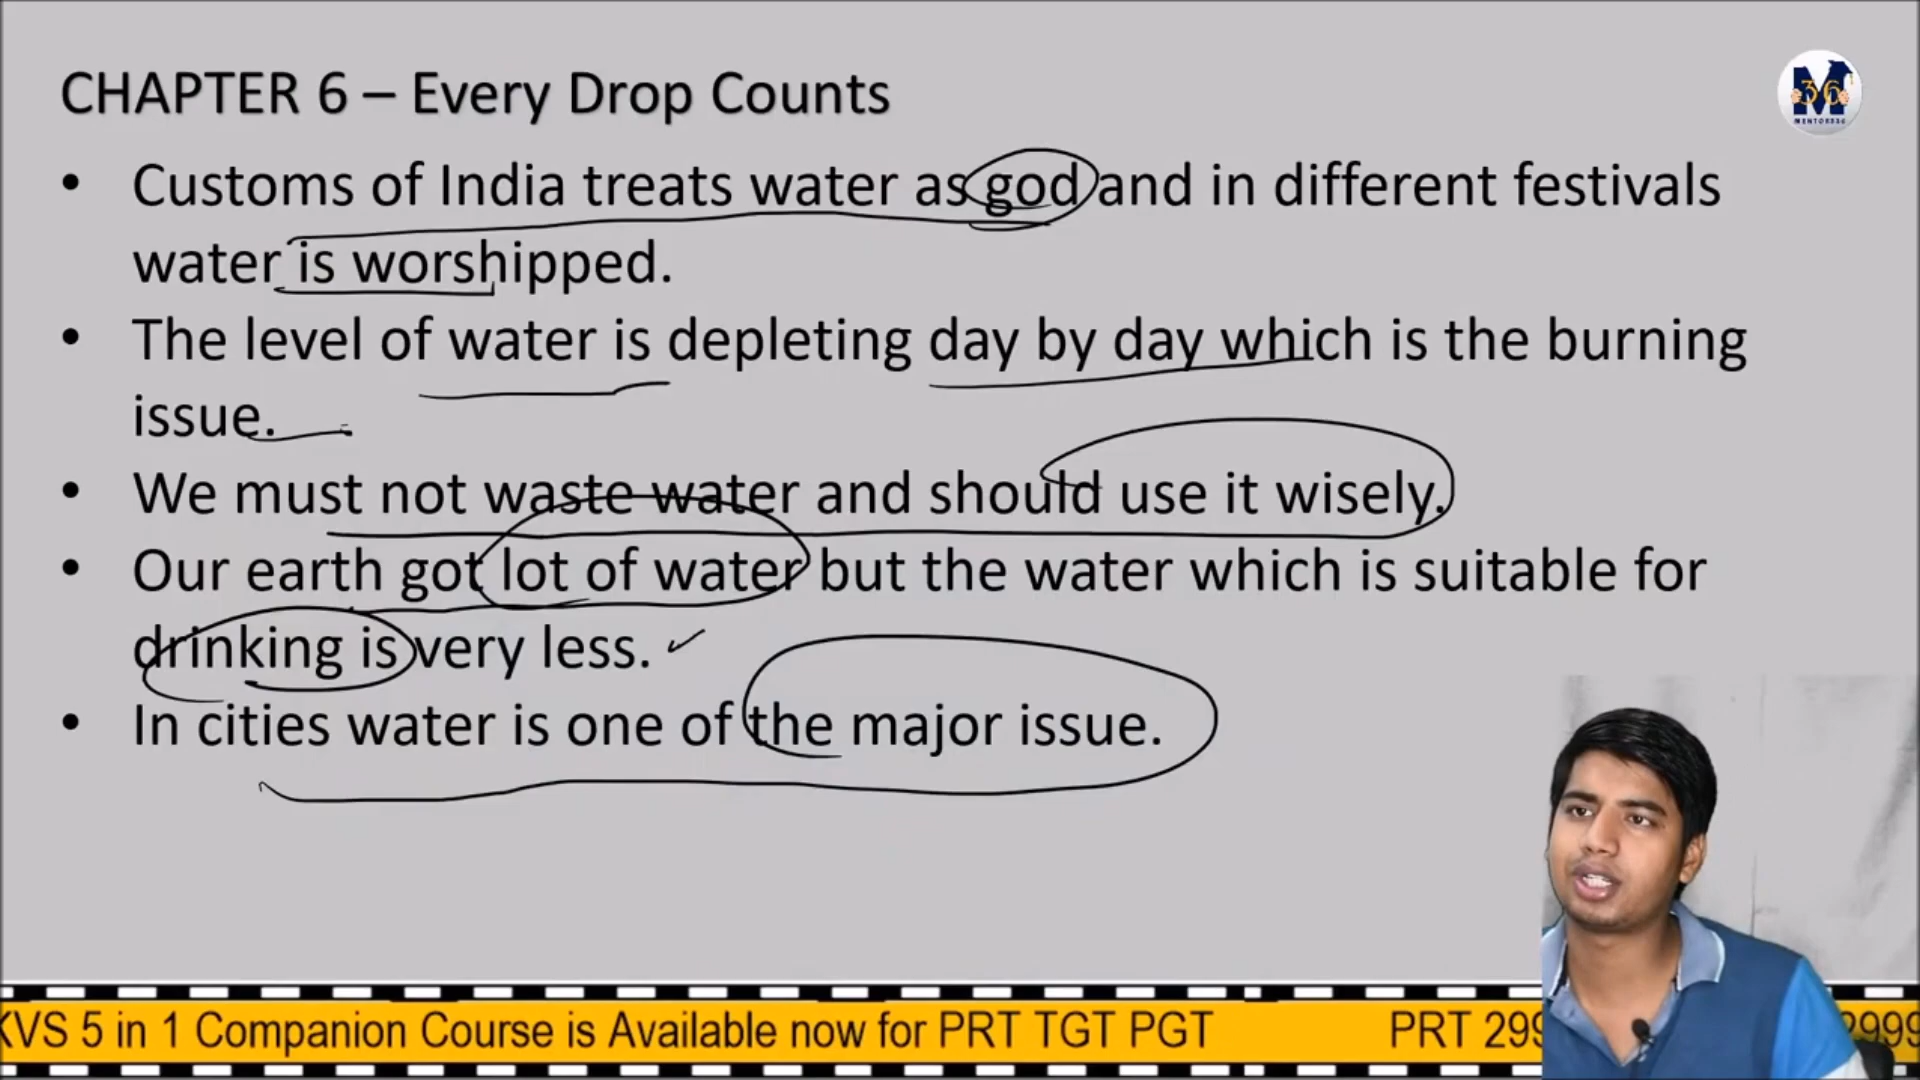 CHAPTER 6 – Every Drop Counts
M
36
MENTORS36
• Customs of India treats water as god and in different festivals
water is worshipped.
• The level of water is depleting day by day which is the burning
issue.
• We must not waste water and should use it wisely.
• Our earth got lot of water but the water which is suitable for
drinking is very less.
• In cities water is one of the major issue.
KVS 5 in 1 Companion Course is Available now for PRT TGT PGT PRT 299 2999